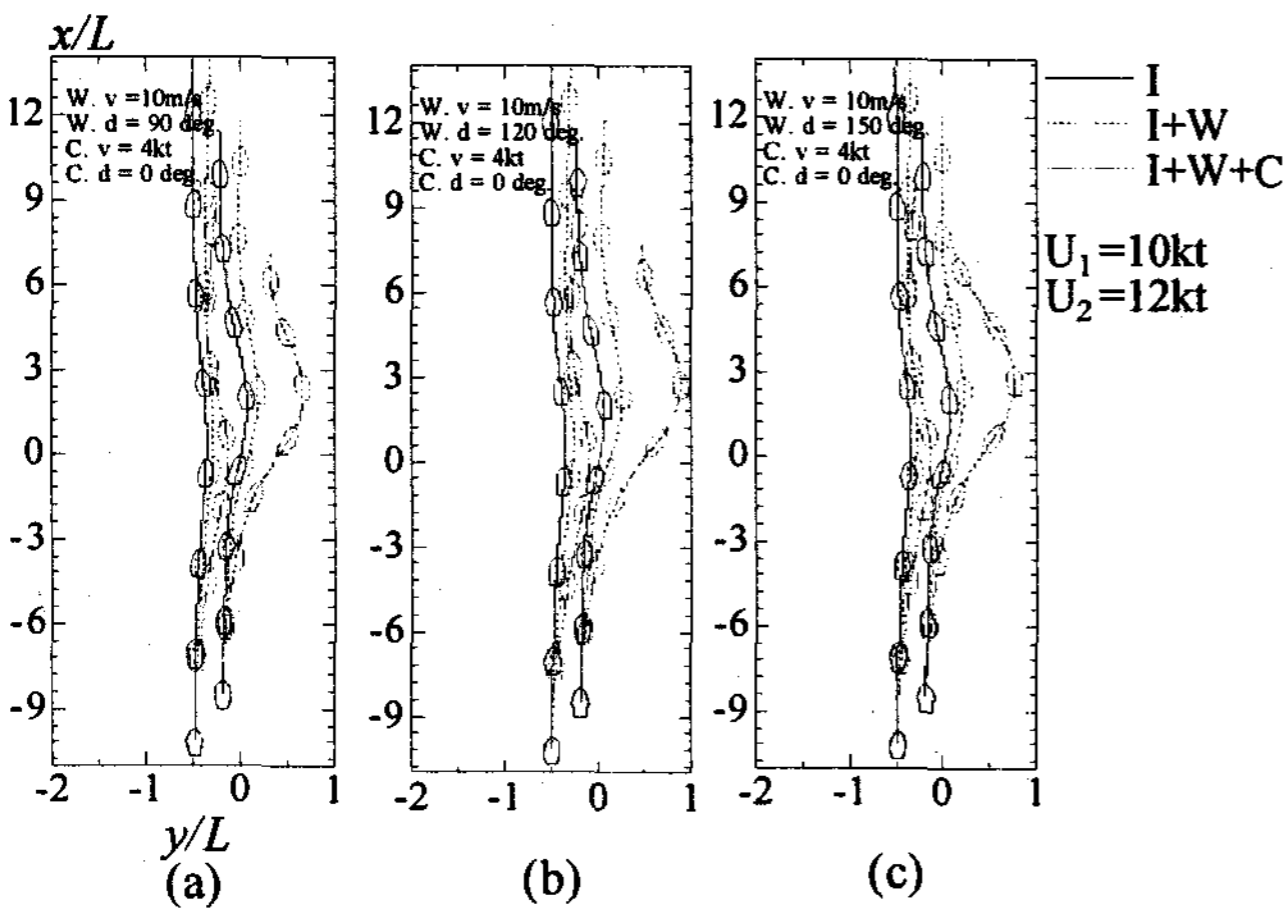 x/L
12
9
6
3
0
-3
-6
-9
-2
-1
0
1
W. v =10m/s
W. d = 90 deg.
C. v = 4kt
C. d = 0 deg.
y/L
(a)
12
9
6
3
0
-3
-6
-9
-2
-1
0
1
W. v = 10m/s
W. d = 120 deg.
C. v = 4kt
C. d = 0 deg.
(b)
12
9
6
3
0
-3
-6
-9
-2
-1
0
1
W. v = 10m/s
W. d = 150 deg.
C. v = 4kt
C. d = 0 deg.
(c)
I
I+W
I+W+C
U₁=10kt
U₂=12kt